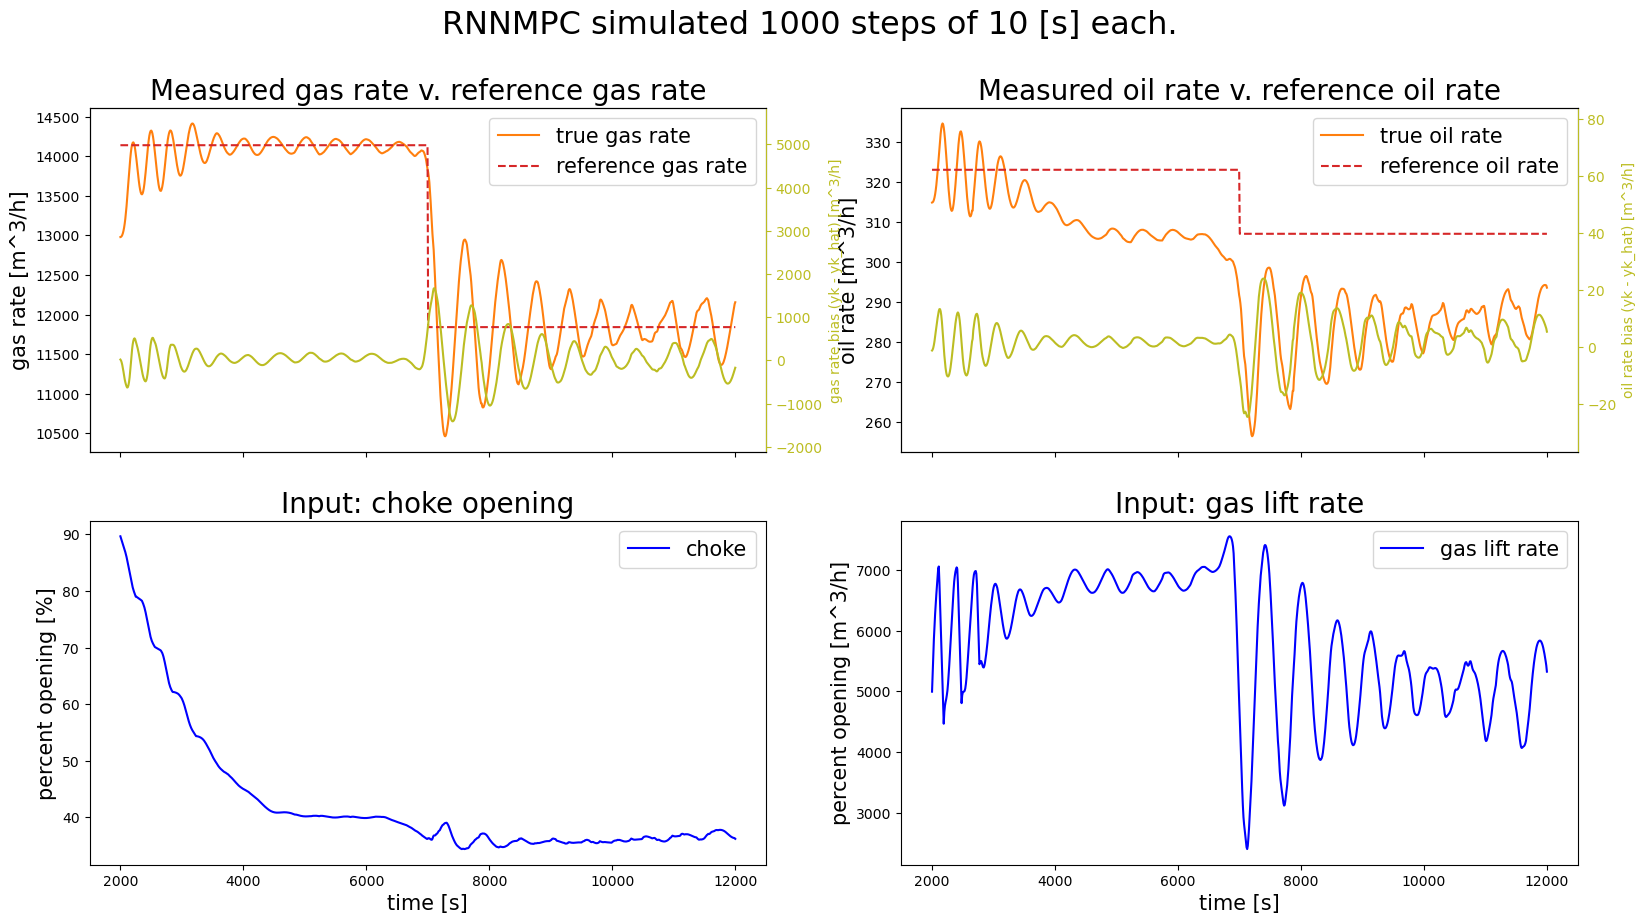 RNNMPC simulated 1000 steps of 10 [s] each.
Measured gas rate v. reference gas rate
gas rate [m^3/h]
14500
14000
13500
13000
12500
12000
11500
11000
10500
true gas rate
reference gas rate
5000
4000
3000
2000
1000
0
−1000
−2000
gas rate bias (yk - yk_hat) [m^3/h]
Measured oil rate v. reference oil rate
oil rate [m^3/h]
330
320
310
300
290
280
270
260
true oil rate
reference oil rate
80
60
40
20
0
−20
oil rate bias (yk - yk_hat) [m^3/h]
Input: choke opening
percent opening [%]
90
80
70
60
50
40
choke
2000
4000
6000
8000
10000
12000
time [s]
Input: gas lift rate
percent opening [m^3/h]
7000
6000
5000
4000
3000
gas lift rate
2000
4000
6000
8000
10000
12000
time [s]